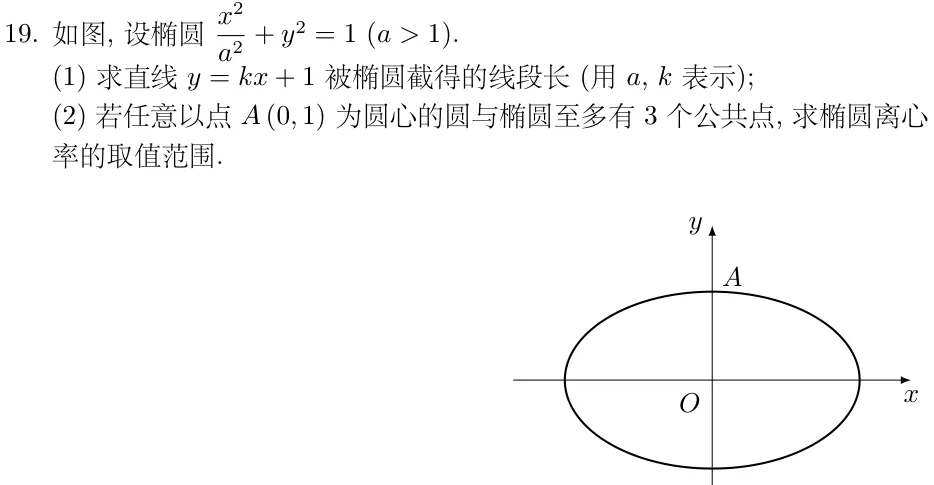 19. 如图, 设椭圆 $\frac{x^2}{a^2} + y^2 = 1$ $(a > 1)$.
(1) 求直线 $y = kx + 1$ 被椭圆截得的线段长 (用 $a$, $k$ 表示);
(2) 若任意以点 $A(0, 1)$ 为圆心的圆与椭圆至多有 3 个公共点, 求椭圆离心
率的取值范围.
y
A
O
x